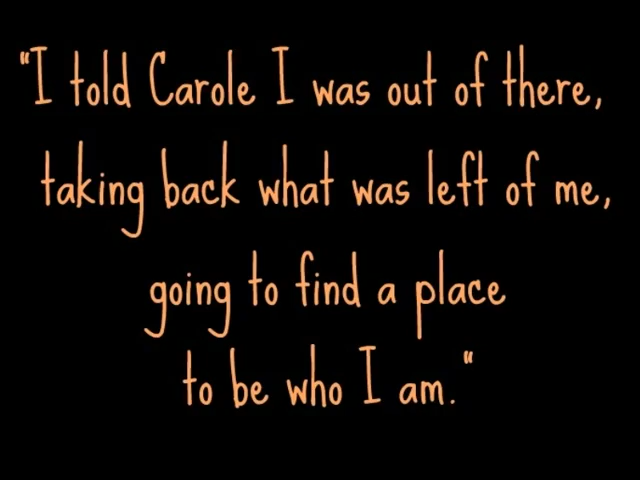 "I told Carole I was out of there,
taking back what was left of me,
going to find a place
to be who I am."